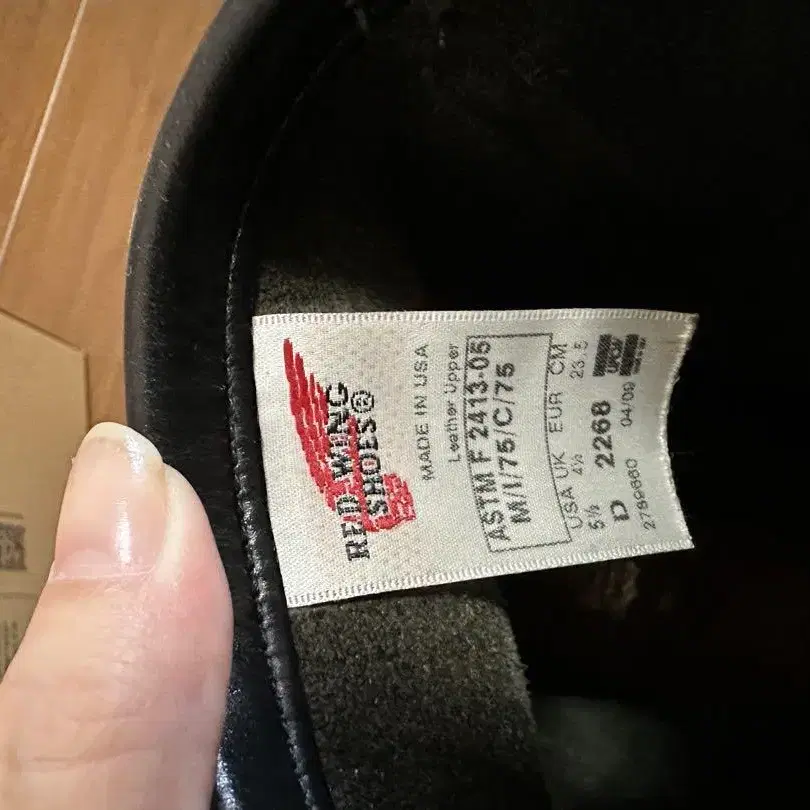 RED WING
SHOES®
MADE IN USA
Leather Upper
ASTM F 2413-05
M/I/75/C/75
USA UK EUR CM
5½ 4½ 23.5
D 2268
2789660 04/09